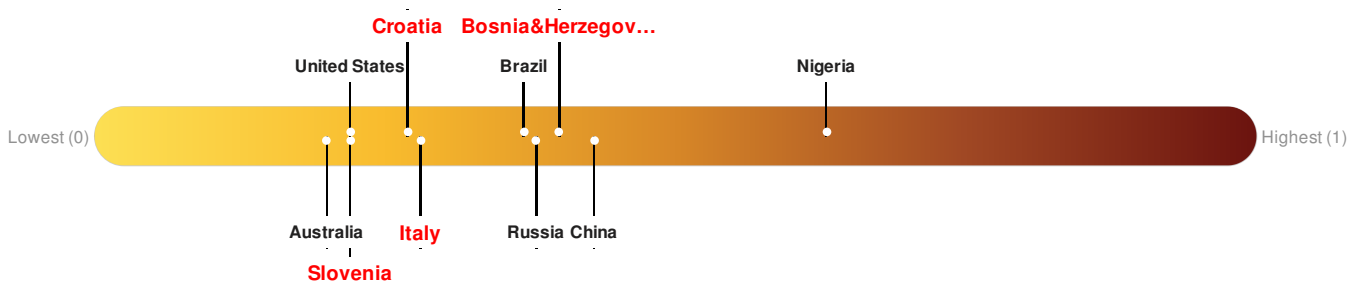 Croatia Bosnia&Herzegov...
United States Brazil Nigeria
Lowest (0) Highest (1)
Australia Italy Russia China
Slovenia